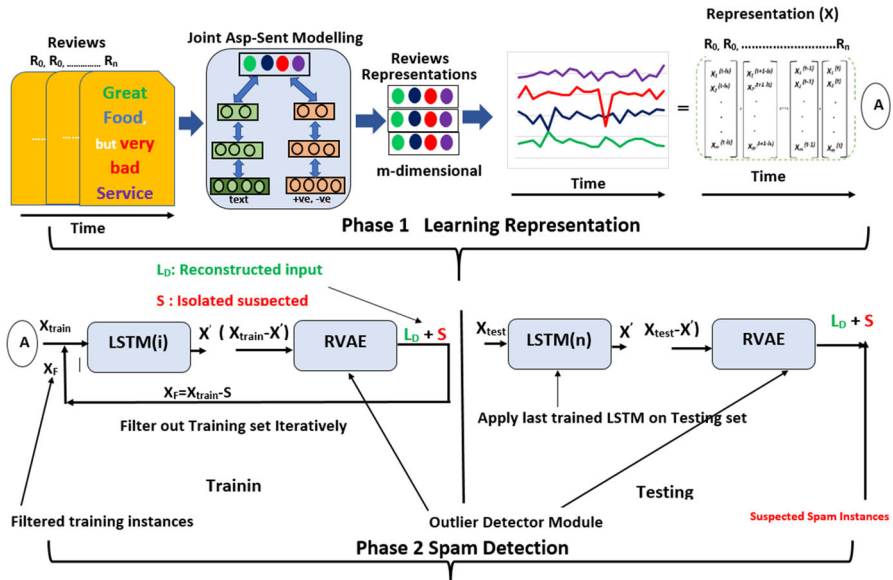 Reviews
R0, R0, .............. Rn
Great
Food,
but very
bad
Service
......
......
Time
Joint Asp-Sent Modelling
text
+ve, -ve
Reviews
Representations
m-dimensional
Time
Representation (X)
R0, R0, ..............................Rn
=
A
Time
Phase 1 Learning Representation
LD: Reconstructed input
S : Isolated suspected
A
Xtrain
LSTM(i)
X' ( Xtrain-X')
RVAE
LD + S
XF
XF=Xtrain-S
Filter out Training set Iteratively
Xtest
LSTM(n)
X' Xtest-X')
RVAE
LD + S
Apply last trained LSTM on Testing set
Trainin
Testing
Filtered training instances
Outlier Detector Module
Suspected Spam Instances
Phase 2 Spam Detection